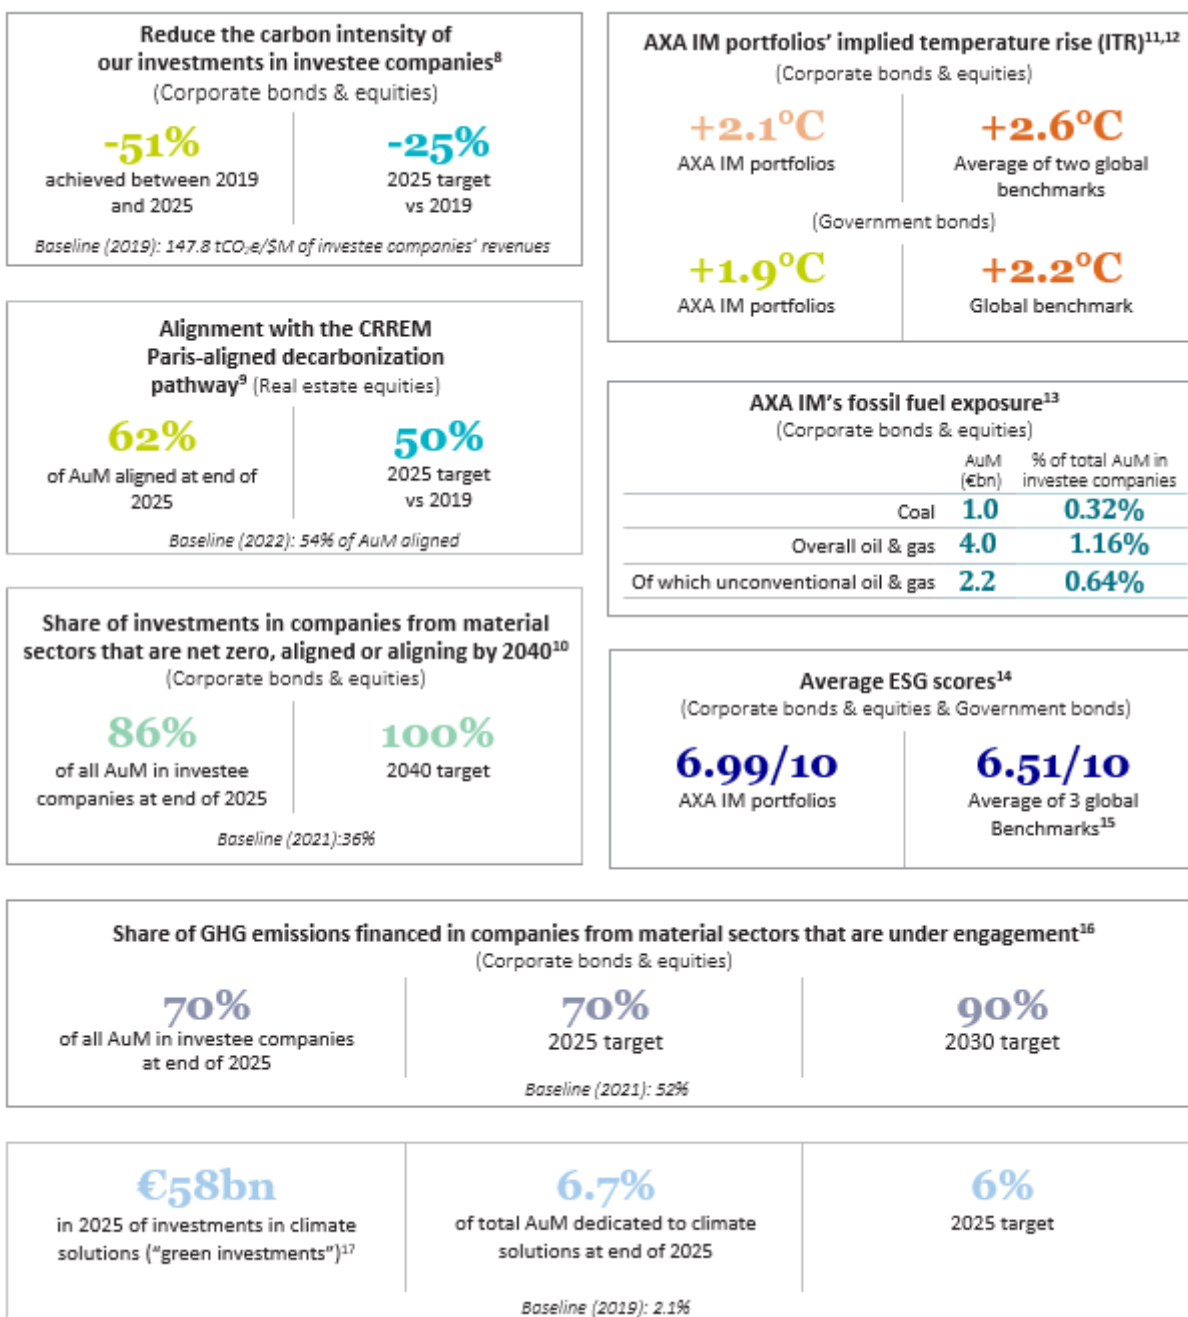 Reduce the carbon intensity of
our investments in investee companies⁸
(Corporate bonds & equities)
-51%
achieved between 2019
and 2025
-25%
2025 target
vs 2019
Baseline (2019): 147.8 tCO₂e/$M of investee companies' revenues
Alignment with the CRREM
Paris-aligned decarbonization
pathway⁹ (Real estate equities)
62%
of AuM aligned at end of
2025
50%
2025 target
vs 2019
Baseline (2022): 54% of AuM aligned
Share of investments in companies from material
sectors that are net zero, aligned or aligning by 2040¹⁰
(Corporate bonds & equities)
86%
of all AuM in investee
companies at end of 2025
100%
2040 target
Baseline (2021):36%
AXA IM portfolios' implied temperature rise (ITR)¹¹,¹²
(Corporate bonds & equities)
+2.1°C
AXA IM portfolios
+2.6°C
Average of two global
benchmarks
(Government bonds)
+1.9°C
AXA IM portfolios
+2.2°C
Global benchmark
AXA IM's fossil fuel exposure¹³
(Corporate bonds & equities)
AuM
(€bn)
% of total AuM in
investee companies
Coal 1.0 0.32%
Overall oil & gas 4.0 1.16%
Of which unconventional oil & gas 2.2 0.64%
Average ESG scores¹⁴
(Corporate bonds & equities & Government bonds)
6.99/10
AXA IM portfolios
6.51/10
Average of 3 global
Benchmarks¹⁵
Share of GHG emissions financed in companies from material sectors that are under engagement¹⁶
(Corporate bonds & equities)
70%
of all AuM in investee companies
at end of 2025
70%
2025 target
90%
2030 target
Baseline (2021): 52%
€58bn
in 2025 of investments in climate
solutions ("green investments")¹⁷
6.7%
of total AuM dedicated to climate
solutions at end of 2025
6%
2025 target
Baseline (2019): 2.1%